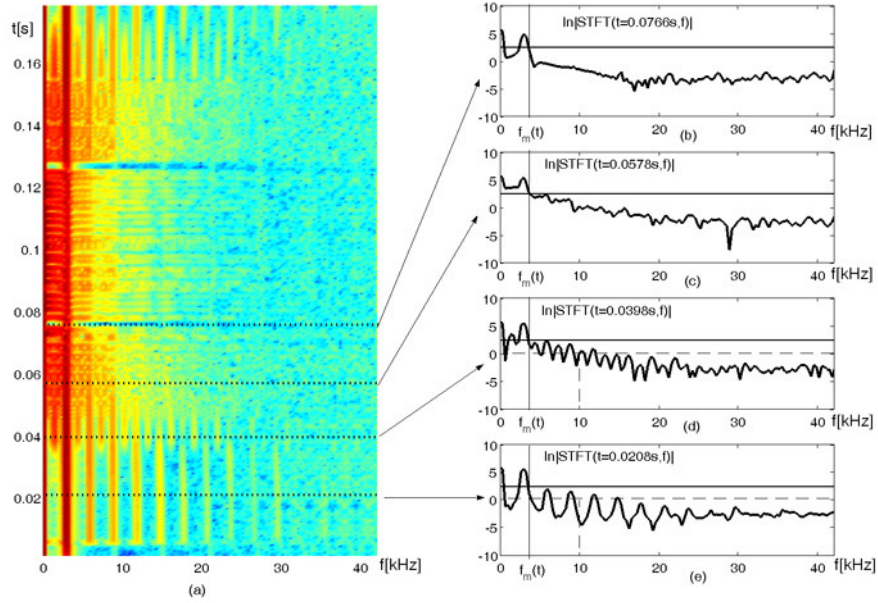 t[s]
0.16
0.14
0.12
0.1
0.08
0.06
0.04
0.02
0
10
20
30
40
f[kHz]
(a)
ln|STFT(t=0.0766s,f)|
10
5
0
-5
-10
0
f_m(t)
10
(b)
20
30
40
f[kHz]
ln|STFT(t=0.0578s,f)|
10
5
0
-5
-10
0
f_m(t)
10
20
(c)
30
40
f[kHz]
ln|STFT(t=0.0398s,f)|
10
5
0
-5
-10
0
f_m(t)
10
20
(d)
30
40
f[kHz]
ln|STFT(t=0.0208s,f)|
10
5
0
-5
-10
0
f_m(t)
10
20
(e)
30
40
f[kHz]